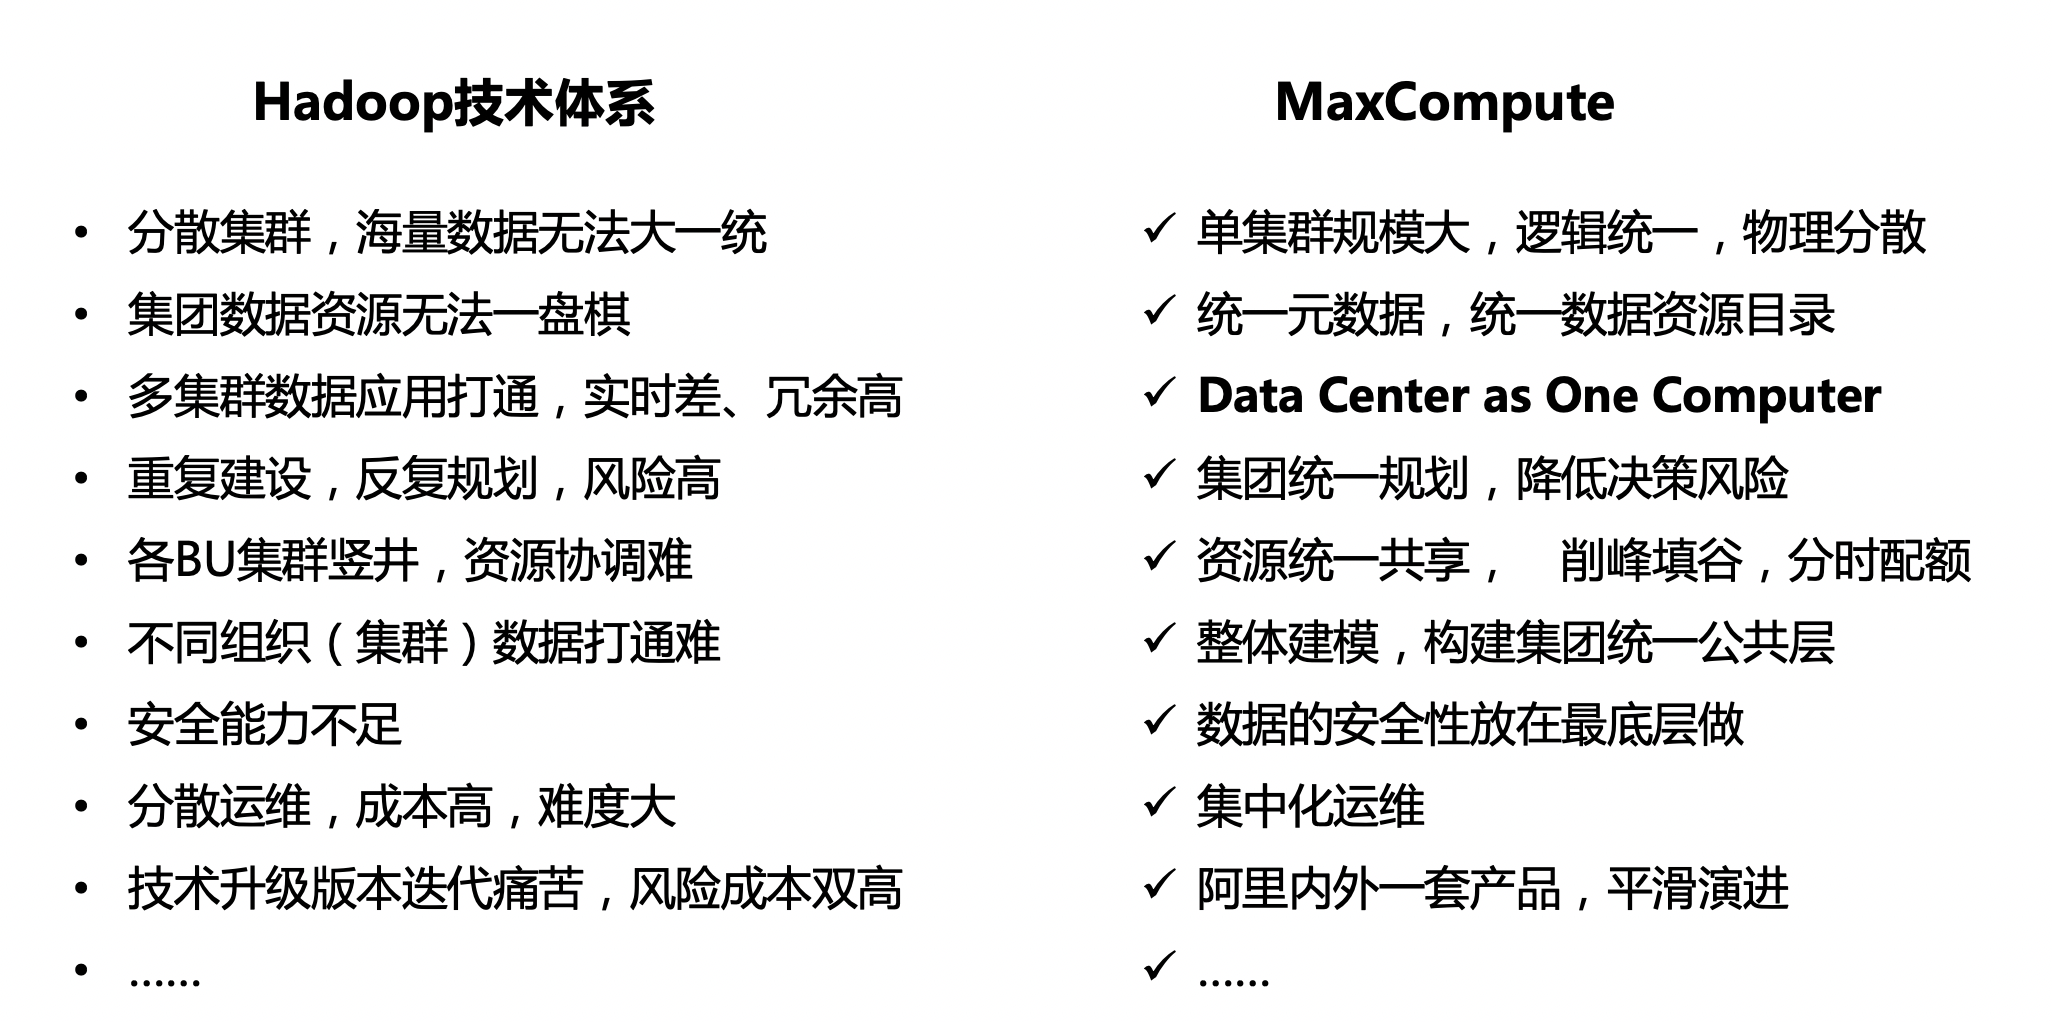 Hadoop技术体系
• 分散集群，海量数据无法大一统
• 集团数据资源无法一盘棋
• 多集群数据应用打通，实时差、冗余高
• 重复建设，反复规划，风险高
• 各BU集群竖井，资源协调难
• 不同组织（集群）数据打通难
• 安全能力不足
• 分散运维，成本高，难度大
• 技术升级版本迭代痛苦，风险成本双高
• ……
MaxCompute
✓ 单集群规模大，逻辑统一，物理分散
✓ 统一元数据，统一数据资源目录
✓ Data Center as One Computer
✓ 集团统一规划，降低决策风险
✓ 资源统一共享， 削峰填谷，分时配额
✓ 整体建模，构建集团统一公共层
✓ 数据的安全性放在最底层做
✓ 集中化运维
✓ 阿里内外一套产品，平滑演进
✓ ……